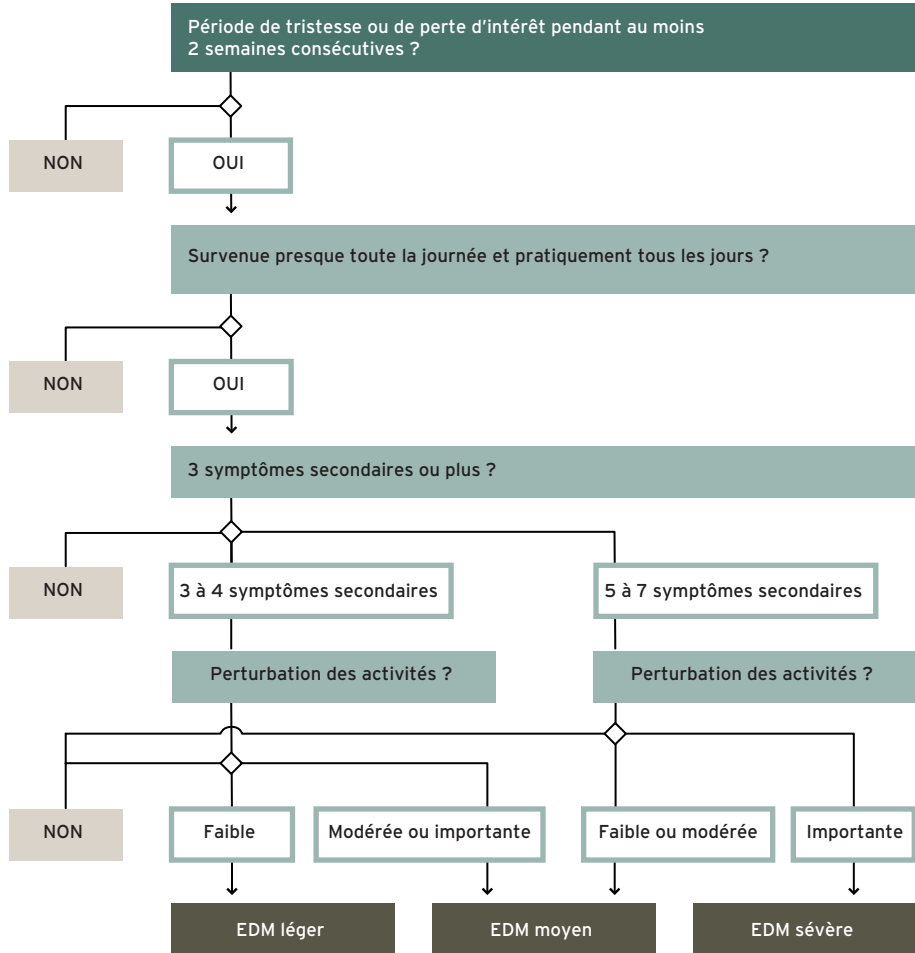 Période de tristesse ou de perte d'intérêt pendant au moins
2 semaines consécutives ?
NON
OUI
Survenue presque toute la journée et pratiquement tous les jours ?
NON
OUI
3 symptômes secondaires ou plus ?
NON
3 à 4 symptômes secondaires
5 à 7 symptômes secondaires
Perturbation des activités ?
Perturbation des activités ?
NON
Faible
Modérée ou importante
Faible ou modérée
Importante
EDM léger
EDM moyen
EDM sévère